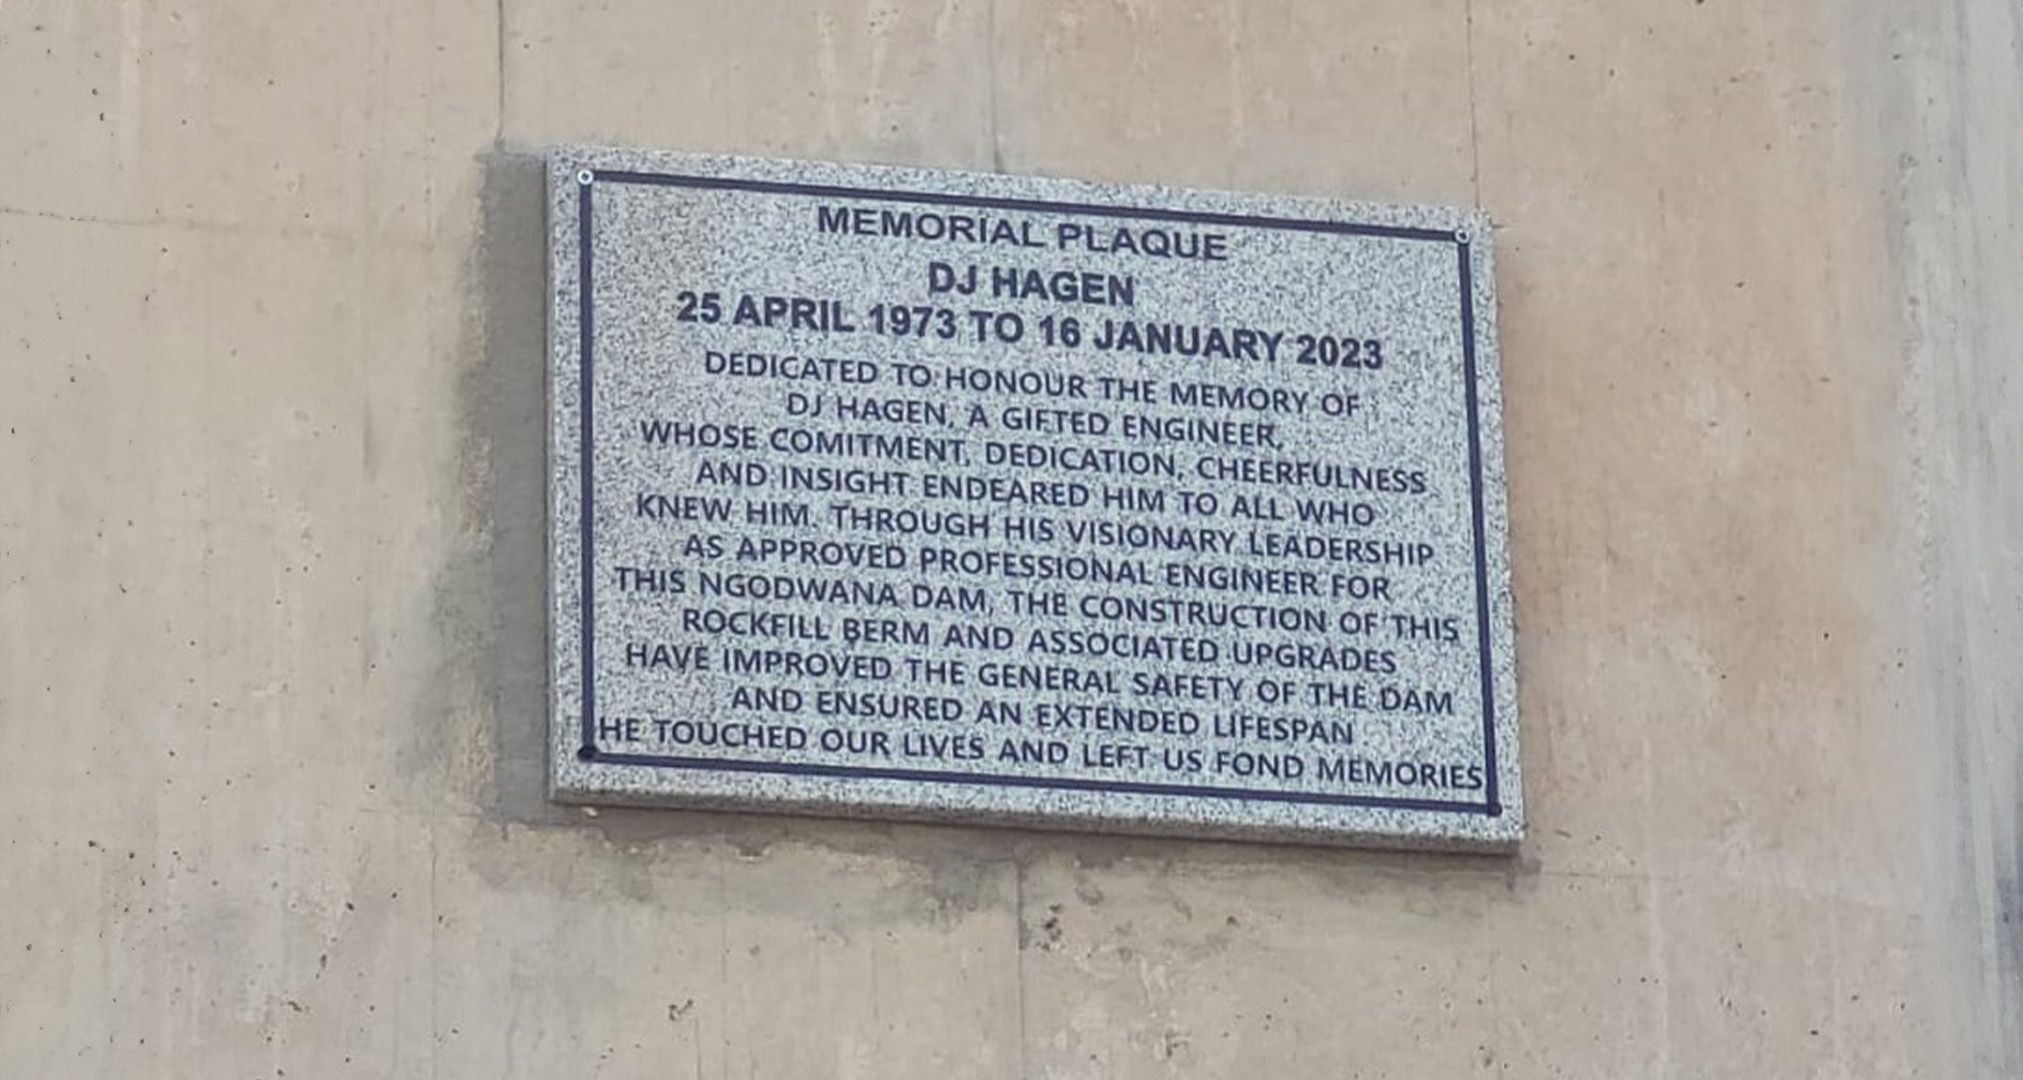 MEMORIAL PLAQUE
DJ HAGEN
25 APRIL 1973 TO 16 JANUARY 2023
DEDICATED TO HONOUR THE MEMORY OF
DJ HAGEN, A GIFTED ENGINEER,
WHOSE COMITMENT, DEDICATION, CHEERFULNESS
AND INSIGHT ENDEARED HIM TO ALL WHO
KNEW HIM. THROUGH HIS VISIONARY LEADERSHIP
AS APPROVED PROFESSIONAL ENGINEER FOR
THIS NGODWANA DAM, THE CONSTRUCTION OF THIS
ROCKFILL BERM AND ASSOCIATED UPGRADES
HAVE IMPROVED THE GENERAL SAFETY OF THE DAM
AND ENSURED AN EXTENDED LIFESPAN
HE TOUCHED OUR LIVES AND LEFT US FOND MEMORIES